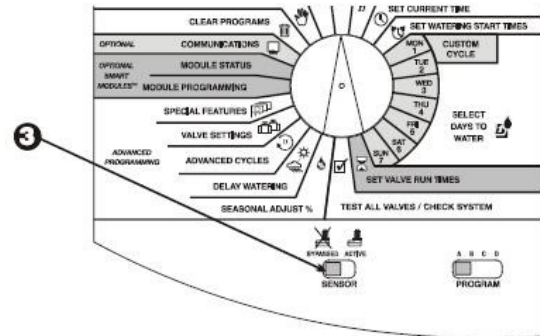 SET CURRENT TIME
CLEAR PROGRAMS
SET WATERING START TIMES
OPTIONAL
COMMUNICATIONS
MON
1
CUSTOM
CYCLE
OPTIONAL
SMART
MODULES™
MODULE STATUS
TUE
2
MODULE PROGRAMMING
WED
3
SPECIAL FEATURES
THU
4
SELECT
DAYS TO
WATER
VALVE SETTINGS
FRI
5
3
ADVANCED
PROGRAMMING
ADVANCED CYCLES
SAT
6
SUN
7
DELAY WATERING
SET VALVE RUN TIMES
SEASONAL ADJUST %
TEST ALL VALVES / CHECK SYSTEM
BYPASSED ACTIVE
A B C D
SENSOR
PROGRAM